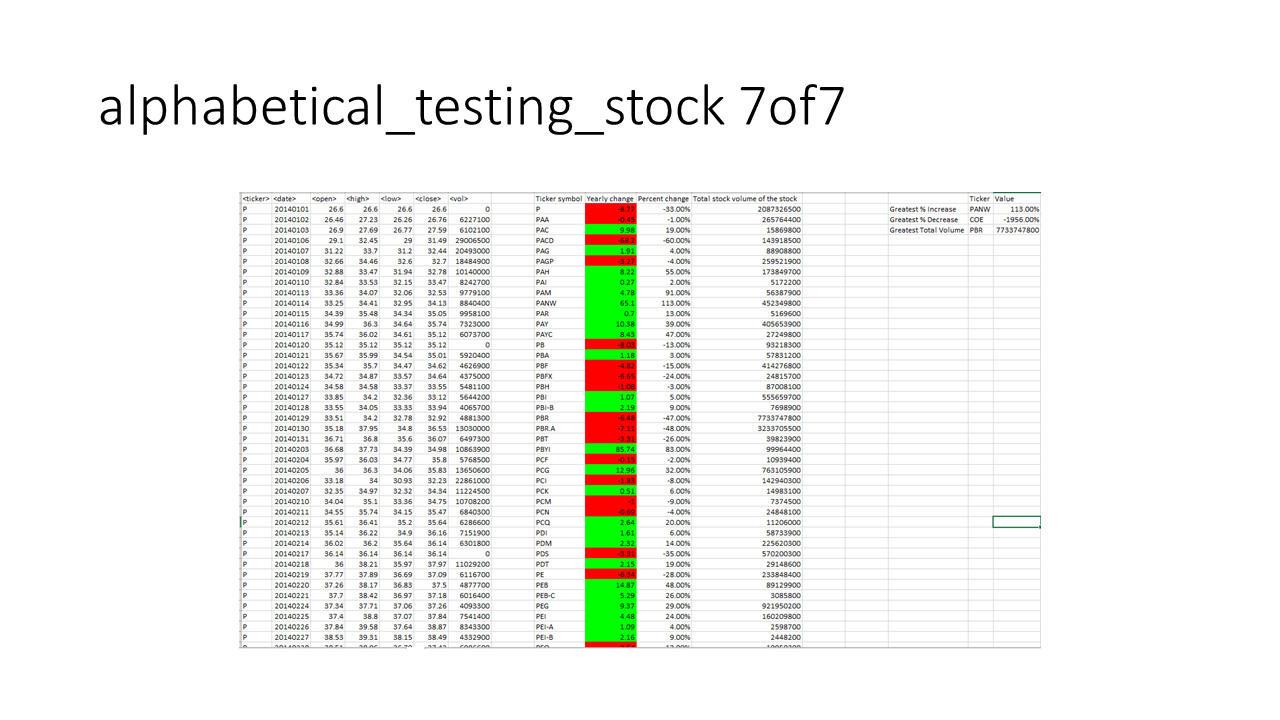 alphabetical_testing_stock 7of7
<ticker> <date> <open> <high> <low> <close> <vol> Ticker symbol Yearly change Percent change Total stock volume of the stock Ticker Value
P 20140101 26.6 26.6 26.6 26.6 0 P -33.00% 2087326500 Greatest % Increase PANW 113.00%
P 20140102 26.46 27.23 26.26 26.76 6227100 PAA -0.45 -1.00% 265764400 Greatest % Decrease COE -1956.00%
P 20140103 26.9 27.69 26.77 27.59 6102100 PAC 9.98 19.00% 15869800 Greatest Total Volume PBR 7733747800
P 20140106 29.1 32.45 29 31.49 29006500 PACD -60.00% 143918500
P 20140107 31.22 33.7 31.2 32.44 20493000 PAG 1.91 4.00% 88908800
P 20140108 32.66 34.46 32.6 32.7 18484900 PAGP -4.00% 259521900
P 20140109 32.88 33.47 31.94 32.78 10140000 PAH 8.22 55.00% 173849700
P 20140110 32.84 33.53 32.15 33.47 8242700 PAI 0.27 2.00% 5172200
P 20140113 33.36 34.07 32.06 32.53 9779100 PAM 4.78 91.00% 56387900
P 20140114 33.25 34.41 32.95 34.13 8840400 PANW 65.1 113.00% 452349800
P 20140115 34.39 35.48 34.34 35.05 9958100 PAR 0.7 13.00% 5169600
P 20140116 34.99 36.3 34.64 35.74 7323000 PAY 10.38 39.00% 405653900
P 20140117 35.74 36.02 34.61 35.12 6073700 PAYC 8.43 47.00% 27249800
P 20140120 35.12 35.12 35.12 35.12 0 PB -8.03 -13.00% 93218300
P 20140121 35.67 35.99 34.54 35.01 5920400 PBA 1.18 3.00% 57831200
P 20140122 35.34 35.7 34.47 34.62 4626900 PBF -4.82 -15.00% 414276800
P 20140123 34.72 34.87 33.57 34.64 4375000 PBFX -6.65 -24.00% 24815700
P 20140124 34.58 34.58 33.37 33.55 5481100 PBH -1.08 -3.00% 87008100
P 20140127 33.85 34.2 32.36 33.12 5644200 PBI 1.07 5.00% 555659700
P 20140128 33.55 34.05 33.33 33.94 4065700 PBI-B 2.19 9.00% 7698900
P 20140129 33.51 34.2 32.78 32.92 4881300 PBR -6.48 -47.00% 7733747800
P 20140130 35.18 37.95 34.8 36.53 13030000 PBR.A -7.11 -48.00% 3233705500
P 20140131 36.71 36.8 35.6 36.07 6497300 PBT -3.31 -26.00% 39823900
P 20140203 36.68 37.73 34.39 34.98 10863900 PBYI 85.74 83.00% 99964400
P 20140204 35.97 36.03 34.77 35.8 5768500 PCF -0.15 -2.00% 10939400
P 20140205 36 36.3 34.06 35.83 13650600 PCG 12.96 32.00% 763105900
P 20140206 33.18 34 30.93 32.23 22861000 PCI -1.83 -8.00% 142940300
P 20140207 32.35 34.97 32.32 34.34 11224500 PCK 0.51 6.00% 14983100
P 20140210 34.04 35.1 33.36 34.75 10708200 PCM -1 -9.00% 7374500
P 20140211 34.55 35.74 34.15 35.47 6840300 PCN -0.69 -4.00% 24848100
P 20140212 35.61 36.41 35.2 35.64 6286600 PCQ 2.64 20.00% 11206000
P 20140213 35.14 36.22 34.9 36.16 7151900 PDI 1.61 6.00% 58733900
P 20140214 36.02 36.2 35.64 36.14 6301800 PDM 2.32 14.00% 225620300
P 20140217 36.14 36.14 36.14 36.14 0 PDS -35.00% 570200300
P 20140218 36 38.21 35.97 37.97 11029200 PDT 2.15 19.00% 29148600
P 20140219 37.77 37.89 36.69 37.09 6116700 PE -28.00% 233848400
P 20140220 37.26 38.17 36.83 37.5 4877700 PEB 14.87 48.00% 89129900
P 20140221 37.7 38.42 36.97 37.18 6016400 PEB-C 5.29 26.00% 3085800
P 20140224 37.34 37.71 37.06 37.26 4093300 PEG 9.37 29.00% 921950200
P 20140225 37.4 38.8 37.07 37.84 7541400 PEI 4.48 24.00% 160209800
P 20140226 37.84 39.58 37.64 38.87 8343300 PEI-A 1.09 4.00% 2598700
P 20140227 38.53 39.31 38.15 38.49 4332900 PEI-B 2.16 9.00% 2448200